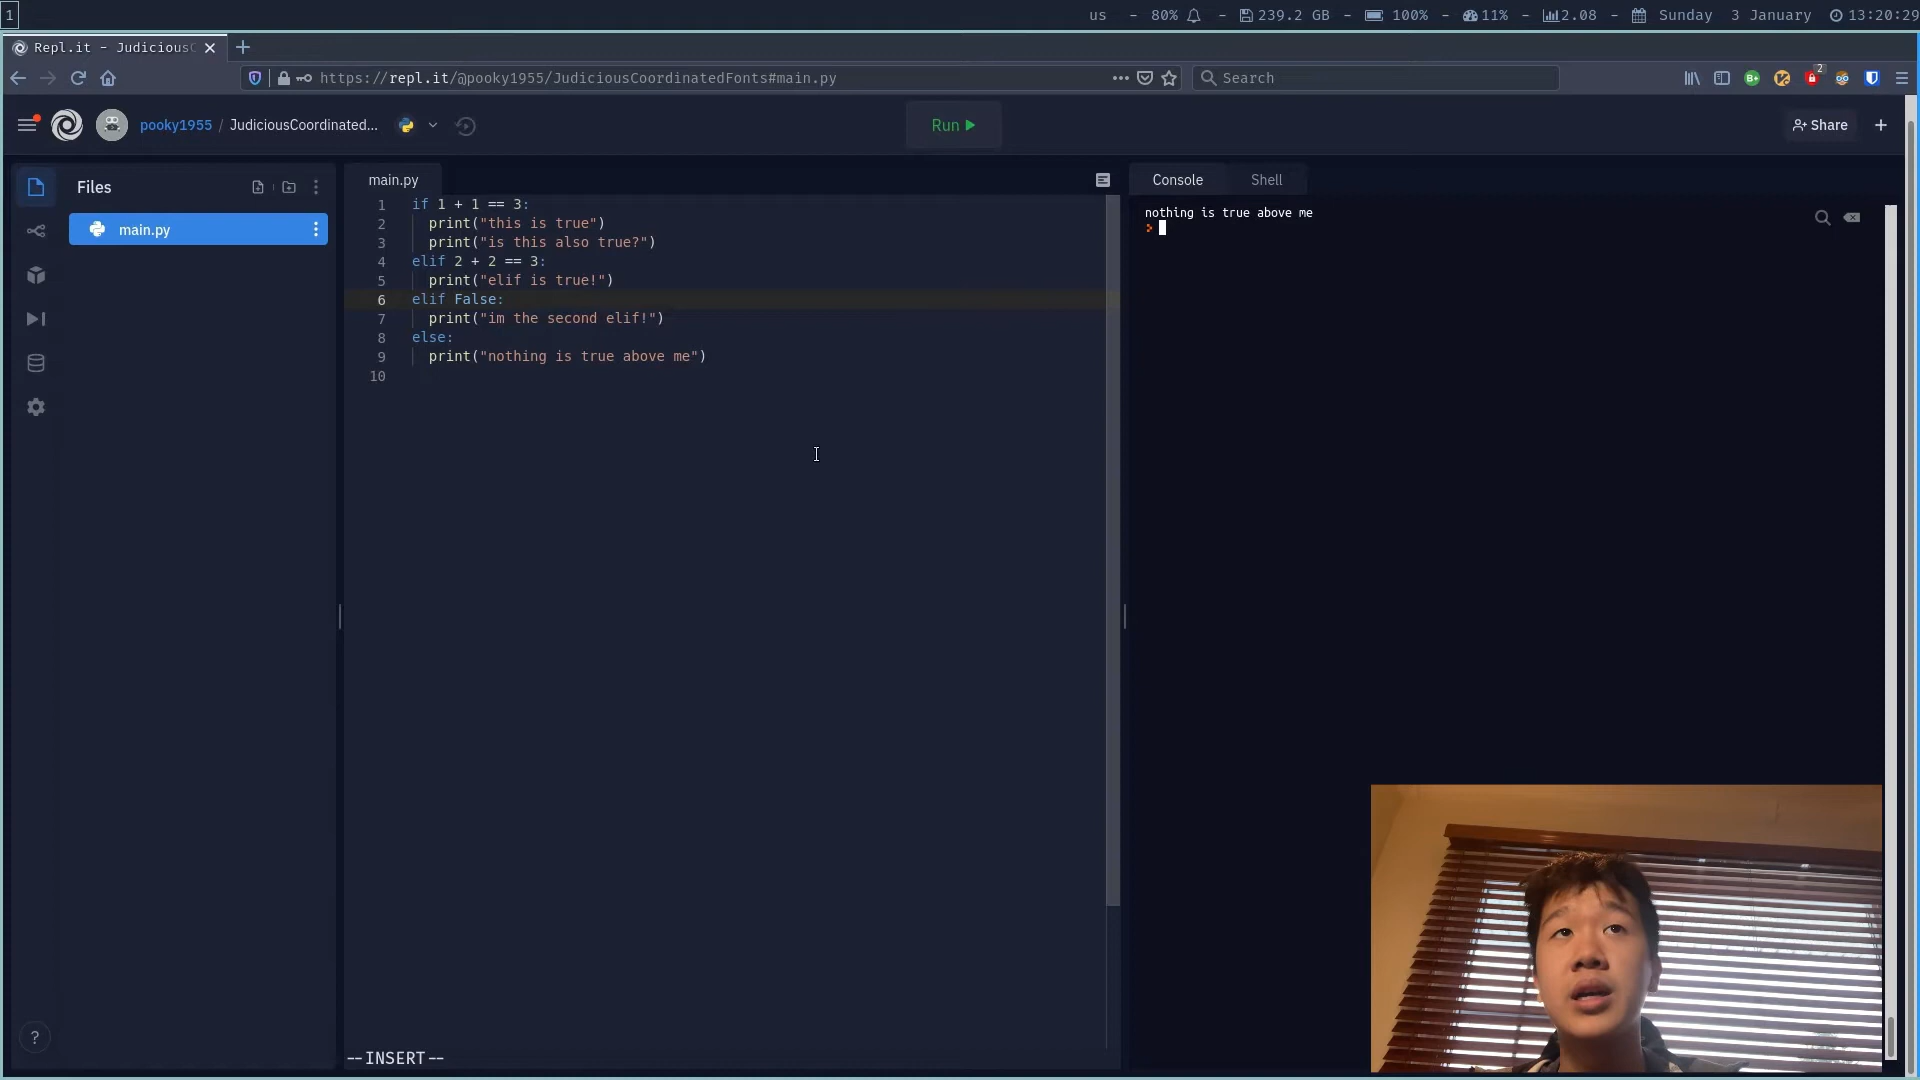 1
us - 80% - 239.2 GB - 100% - 11% - 2.08 - Sunday 3 January 13:20:29
Repl.it - JudiciousC
https://repl.it/@pooky1955/JudiciousCoordinatedFonts#main.py
Search
2
pooky1955 / JudiciousCoordinated...
Run
Share
Files
main.py
main.py
1 if 1 + 1 == 3:
2 print("this is true")
3 print("is this also true?")
4 elif 2 + 2 == 3:
5 print("elif is true!")
6 elif False:
7 print("im the second elif!")
8 else:
9 print("nothing is true above me")
10
--INSERT--
Console
Shell
nothing is true above me
>
?